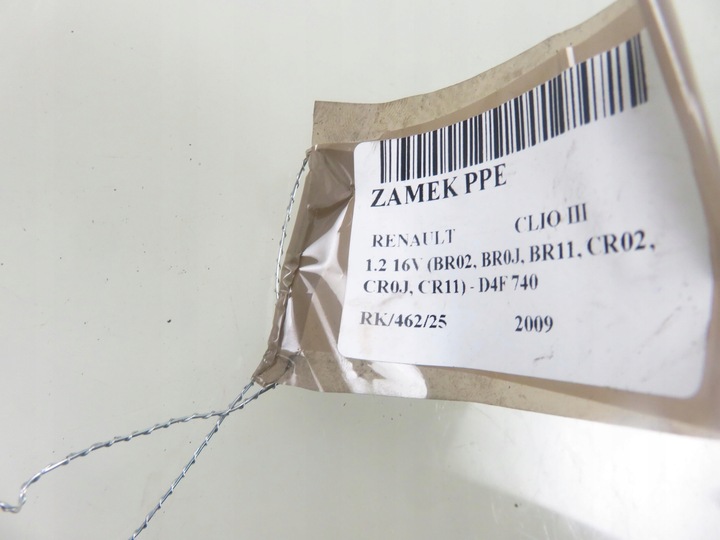 ZAMEK PPE
RENAULT CLIO III
1.2 16V (BR02, BR0J, BR11, CR02,
CR0J, CR11) - D4F 740
RK/462/25 2009